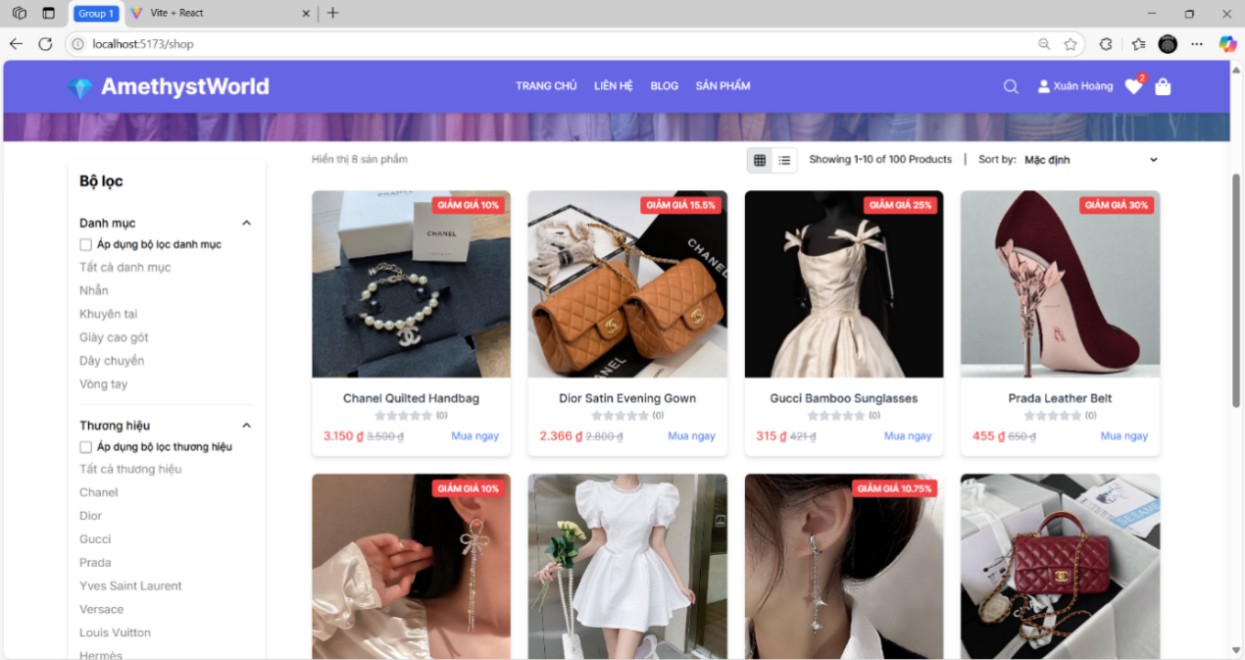 Group 1
Vite + React
localhost:5173/shop
AmethystWorld
TRANG CHỦ LIÊN HỆ BLOG SẢN PHẨM
Xuân Hoàng
2
Hiển thị 8 sản phẩm
Showing 1-10 of 100 Products | Sort by: Mặc định
Bộ lọc
Danh mục
Áp dụng bộ lọc danh mục
Tất cả danh mục
Nhẫn
Khuyên tai
Giày cao gót
Dây chuyền
Vòng tay
Thương hiệu
Áp dụng bộ lọc thương hiệu
Tất cả thương hiệu
Chanel
Dior
Gucci
Prada
Yves Saint Laurent
Versace
Louis Vuitton
Hermès
GIẢM GIÁ 10%
CHANEL
Chanel Quilted Handbag
(0)
3.150 ₫ 3.500 ₫ Mua ngay
GIẢM GIÁ 15.5%
CHANEL
Dior Satin Evening Gown
(0)
2.366 ₫ 2.800 ₫ Mua ngay
GIẢM GIÁ 25%
Gucci Bamboo Sunglasses
(0)
315 ₫ 421 ₫ Mua ngay
GIẢM GIÁ 30%
Prada Leather Belt
(0)
455 ₫ 650 ₫ Mua ngay
GIẢM GIÁ 10%
GIẢM GIÁ 10.75%